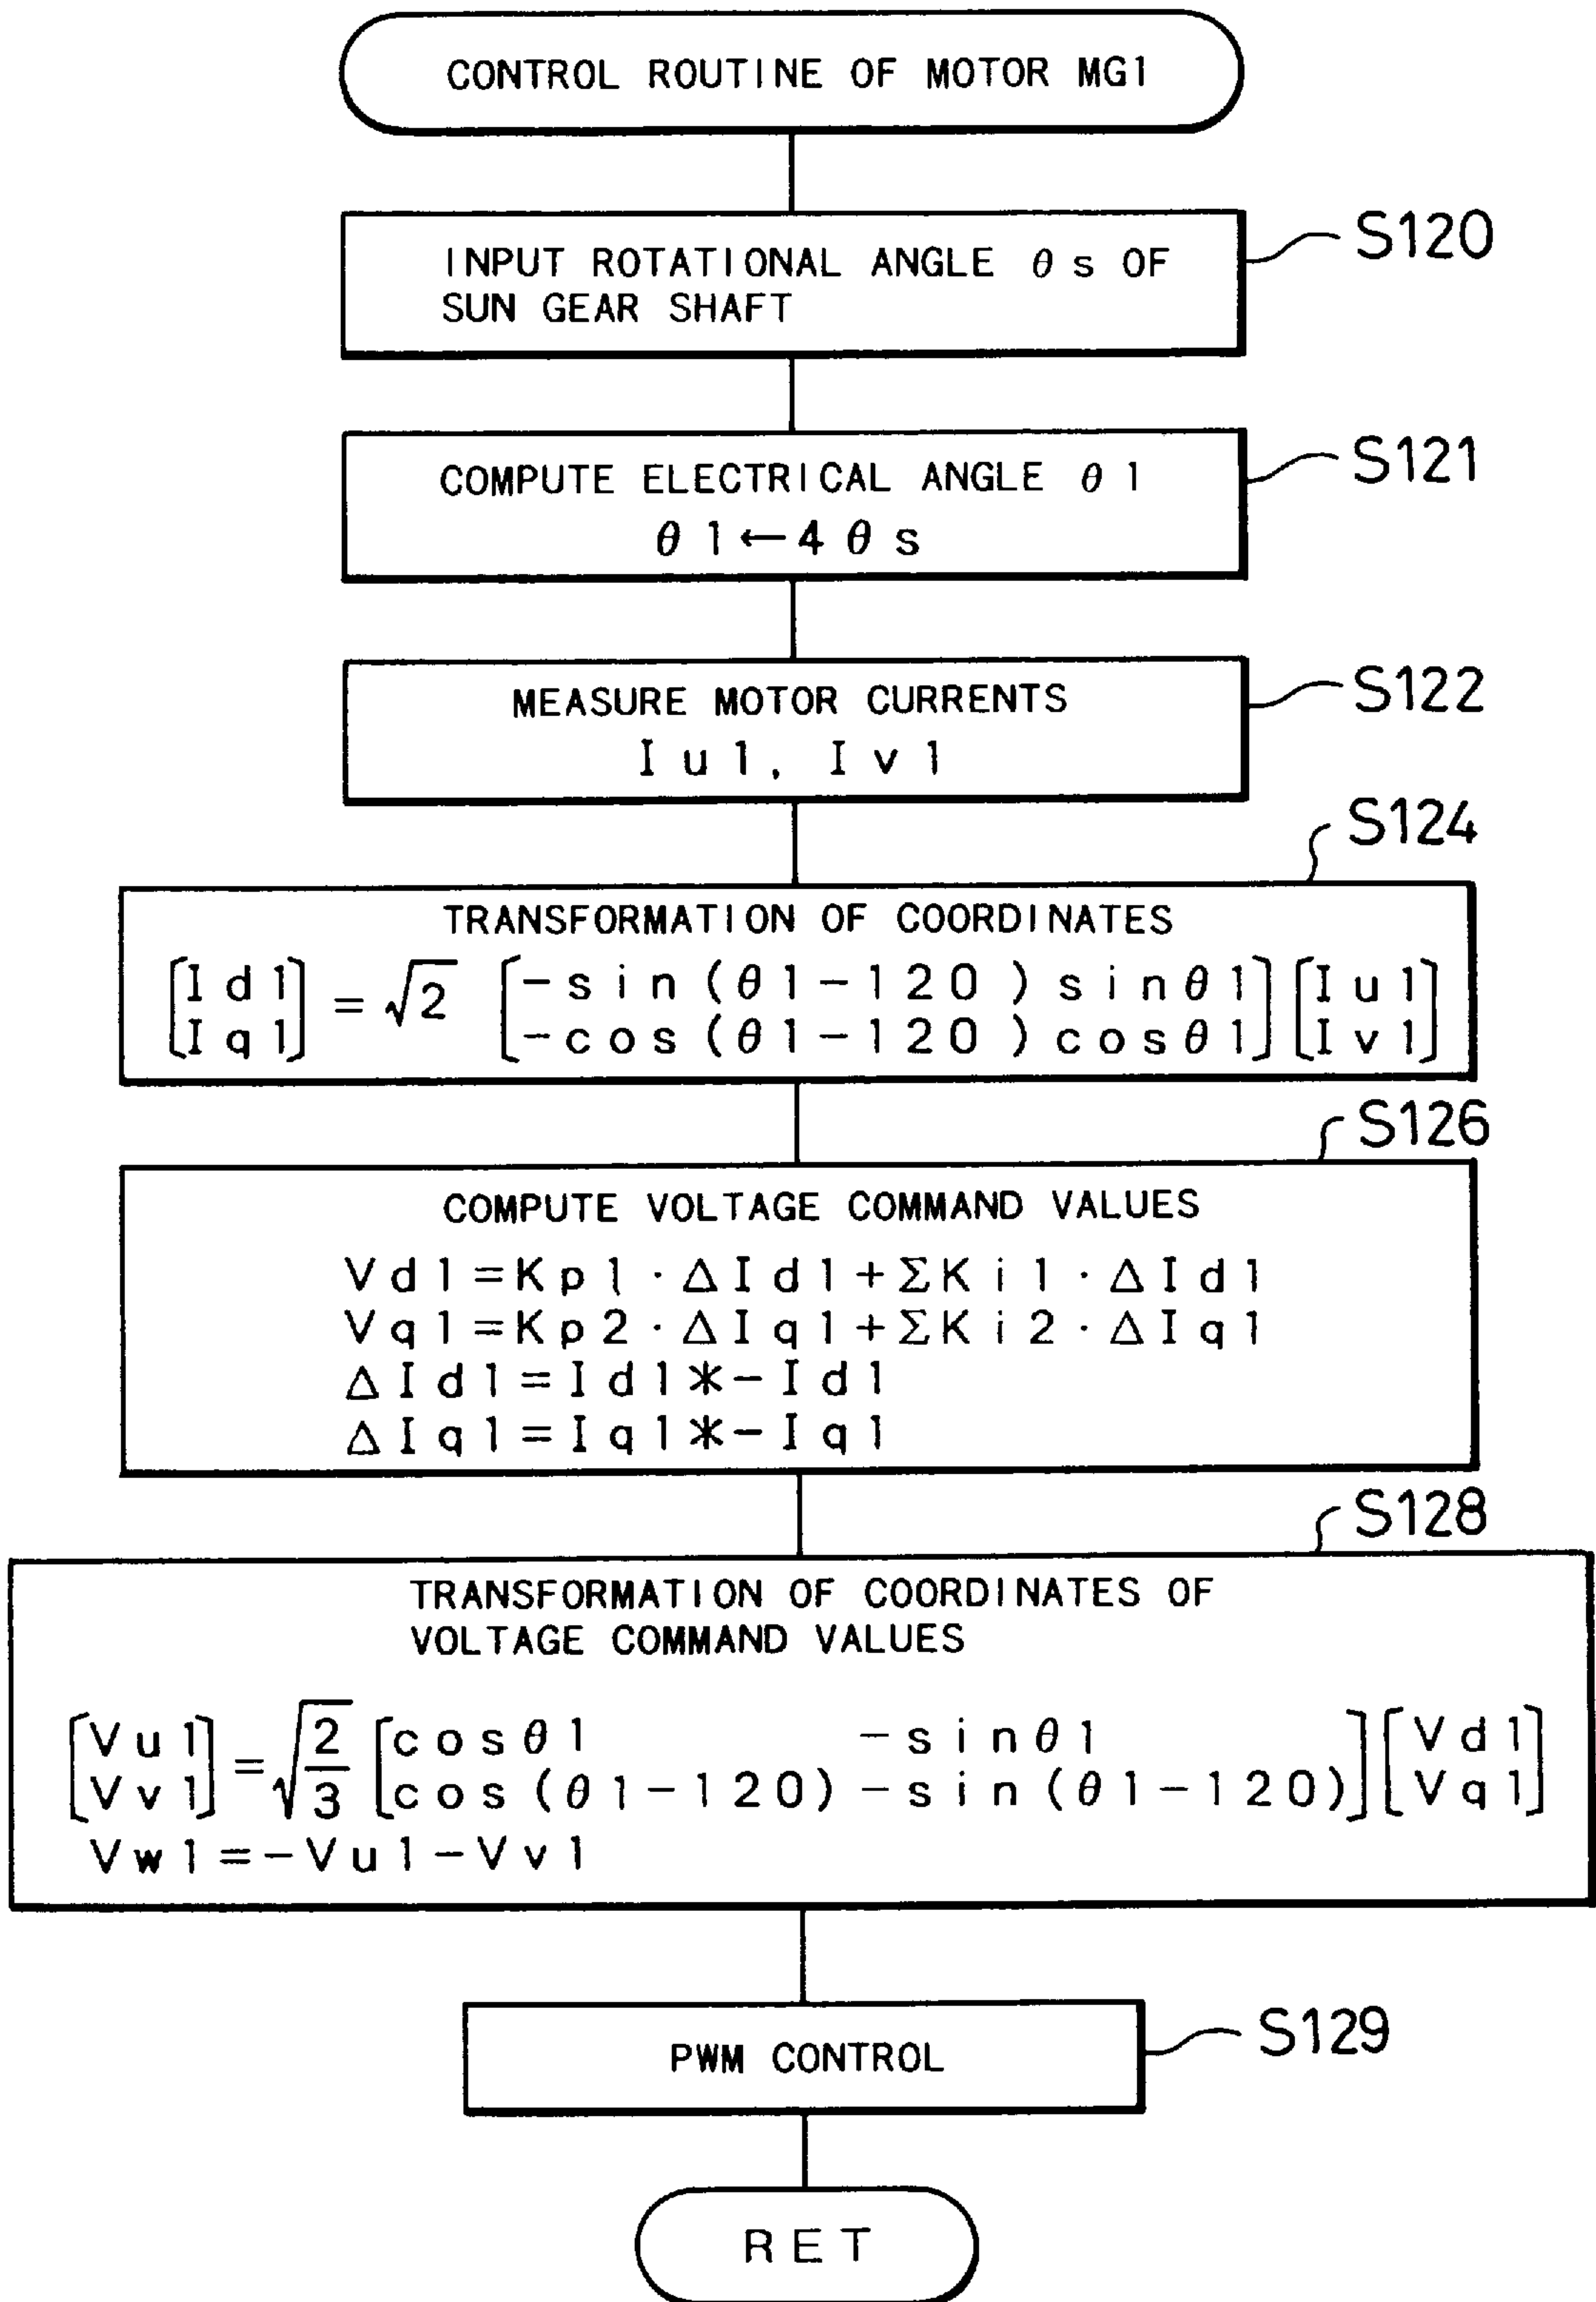 CONTROL ROUTINE OF MOTOR MG1
S120
INPUT ROTATIONAL ANGLE θs OF
SUN GEAR SHAFT
S121
COMPUTE ELECTRICAL ANGLE θ1
θ1←4θs
S122
MEASURE MOTOR CURRENTS
Iu1, Iv1
S124
TRANSFORMATION OF COORDINATES
[Id1] = √2 [-sin(θ1-120) sinθ1] [Iu1]
[Iq1] [-cos(θ1-120) cosθ1] [Iv1]
S126
COMPUTE VOLTAGE COMMAND VALUES
Vd1=Kp1·ΔId1+ΣKi1·ΔId1
Vq1=Kp2·ΔIq1+ΣKi2·ΔIq1
ΔId1=Id1*-Id1
ΔIq1=Iq1*-Iq1
S128
TRANSFORMATION OF COORDINATES OF
VOLTAGE COMMAND VALUES
[Vu1] = √2/3 [cosθ1 -sinθ1] [Vd1]
[Vv1] [cos(θ1-120) -sin(θ1-120)] [Vq1]
Vw1=-Vu1-Vv1
S129
PWM CONTROL
RET